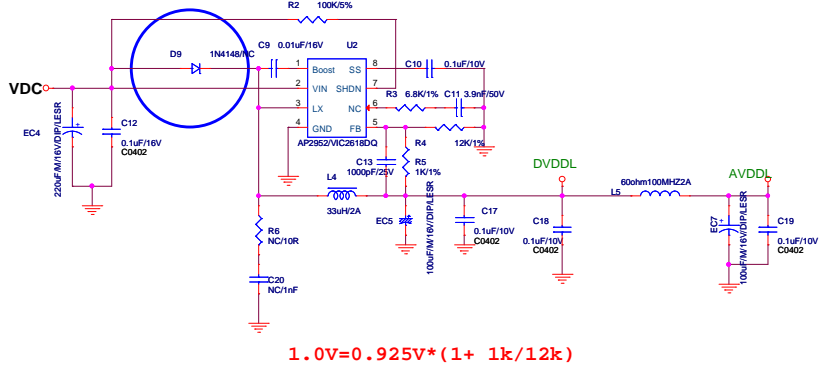 R2 100K/5%
D9 1N4148/NC
C9 0.01uF/16V
U2
C10 0.1uF/10V
VDC
1 Boost SS 8
2 VIN SHDN 7
3 LX NC 6
4 GND FB 5
AP2952/VIC2618DQ
R3 6.8K/1%
C11 3.9nF/50V
C12
0.1uF/16V
C0402
EC4
220uF/M/16V/DIP/LESR
R4
12K/1%
C13
1000pF/25V
R5
1K/1%
DVDDL
AVDDL
L4
33uH/2A
60ohm100MHZ2A
L5
EC5
100uF/M/16V/DIP/LESR
C17
0.1uF/10V
C0402
C18
0.1uF/10V
C0402
EC7
100uF/M/16V/DIP/LESR
C19
0.1uF/10V
C0402
R6
NC/10R
C20
NC/1nF
1.0V=0.925V*(1+ 1k/12k)